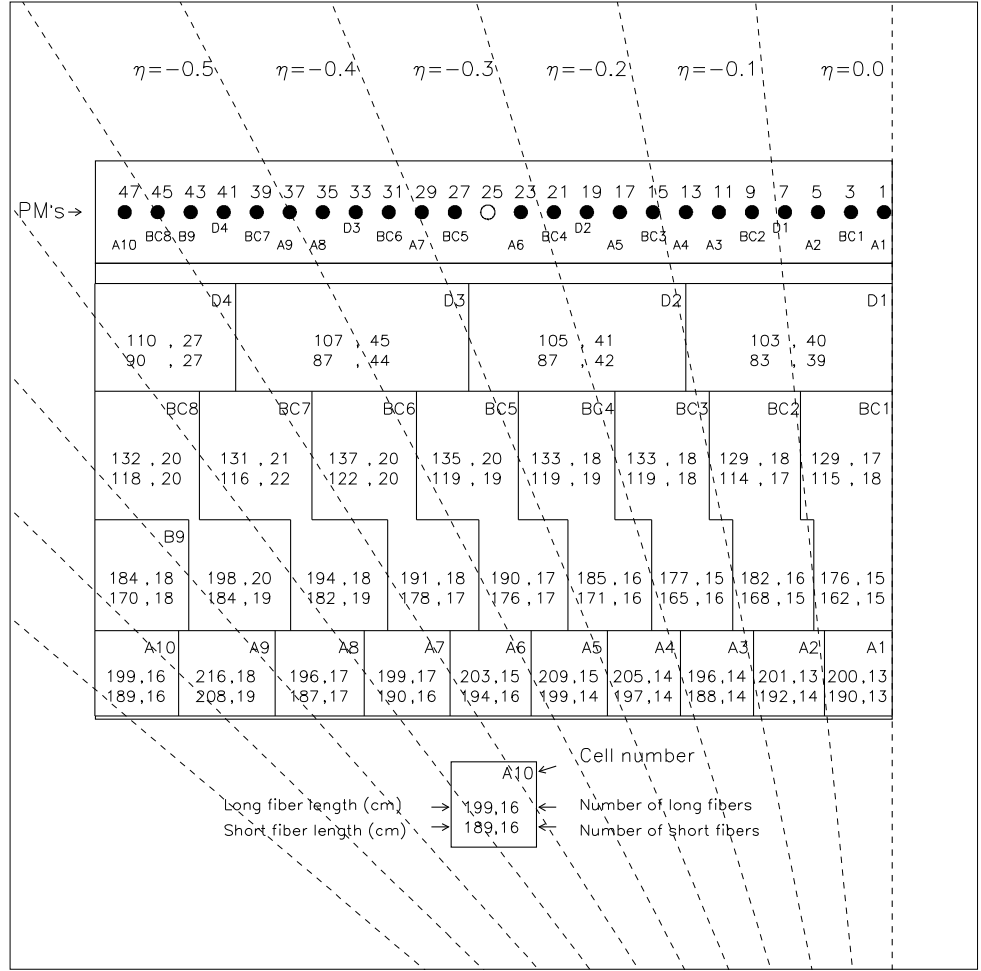 η=−0.5 η=−0.4 η=−0.3 η=−0.2 η=−0.1 η=0.0
47 45 43 41 39 37 35 33 31 29 27 25 23 21 19 17 15 13 11 9 7 5 3 1
PM's→
A10 BC8 B9 D4 BC7 A9 A8 D3 BC6 A7 BC5 A6 BC4 D2 A5 BC3 A4 A3 BC2 D1 A2 BC1 A1
D4 D3 D2 D1
110 , 27 107 , 45 105 , 41 103 , 40
90 , 27 87 , 44 87 , 42 83 , 39
BC8 BC7 BC6 BC5 BC4 BC3 BC2 BC1
132 , 20 131 , 21 137 , 20 135 , 20 133 , 18 133 , 18 129 , 18 129 , 17
118 , 20 116 , 22 122 , 20 119 , 19 119 , 19 119 , 18 114 , 17 115 , 18
B9
184 , 18 198 , 20 194 , 18 191 , 18 190 , 17 185 , 16 177 , 15 182 , 16 176 , 15
170 , 18 184 , 19 182 , 19 178 , 17 176 , 17 171 , 16 165 , 16 168 , 15 162 , 15
A10 A9 A8 A7 A6 A5 A4 A3 A2 A1
199,16 216,18 196,17 199,17 203,15 209,15 205,14 196,14 201,13 200,13
189,16 208,19 187,17 190,16 194,16 199,14 197,14 188,14 192,14 190,13
A10 ← Cell number
Long fiber length (cm) → 199,16 ← Number of long fibers
Short fiber length (cm) → 189,16 ← Number of short fibers